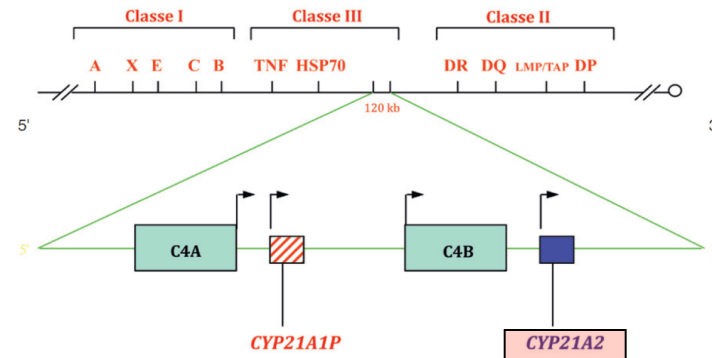 Classe I Classe III Classe II
A X E C B TNF HSP70 DR DQ LMP/TAP DP
120 kb
5' 3
5' C4A C4B
CYP21A1P CYP21A2